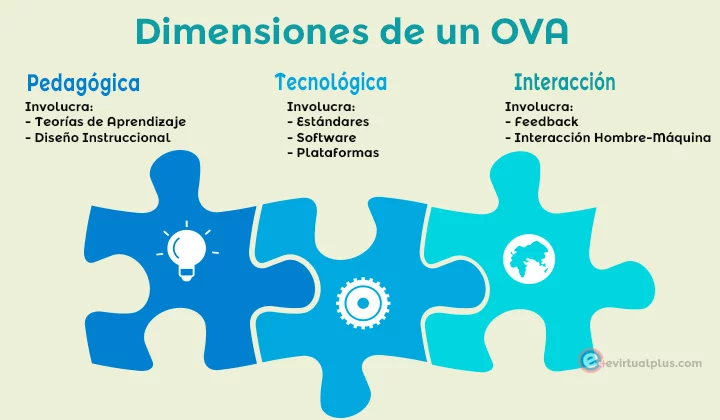 Dimensiones de un OVA
Pedagógica
Involucra:
- Teorías de Aprendizaje
- Diseño Instruccional
Tecnológica
Involucra:
- Estándares
- Software
- Plataformas
Interacción
Involucra:
- Feedback
- Interacción Hombre-Máquina
evirtualplus.com